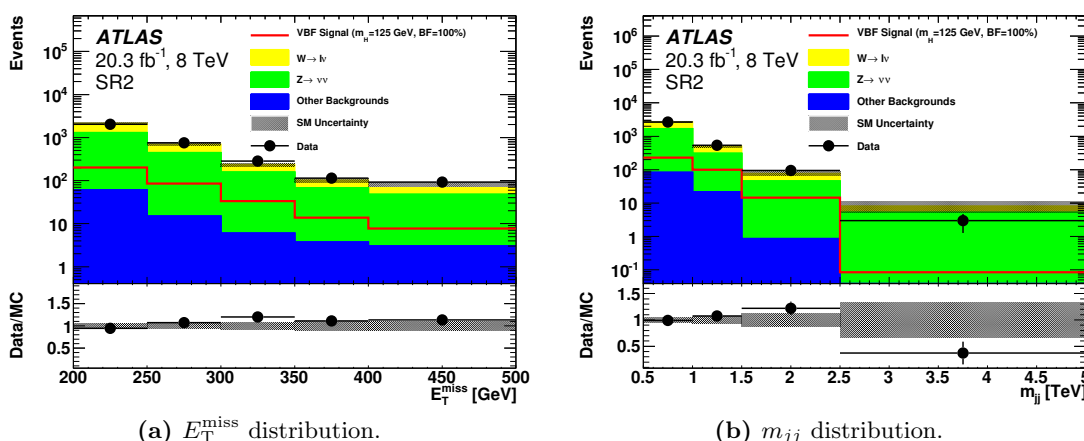 Events
10⁵
10⁴
10³
10²
10
1
ATLAS
20.3 fb⁻¹, 8 TeV
SR2
VBF Signal (m_H=125 GeV, BF=100%)
W→ lν
Z→ νν
Other Backgrounds
SM Uncertainty
Data
Data/MC
1.5
1
0.5
200 250 300 350 400 450 500
E_T^miss [GeV]
(a) E_T^miss distribution.
Events
10⁶
10⁵
10⁴
10³
10²
10
1
10⁻¹
ATLAS
20.3 fb⁻¹, 8 TeV
SR2
VBF Signal (m_H=125 GeV, BF=100%)
W→ lν
Z→ νν
Other Backgrounds
SM Uncertainty
Data
Data/MC
1.5
1
0.5
0.5 1 1.5 2 2.5 3 3.5 4 4.5 5
m_jj [TeV]
(b) m_jj distribution.